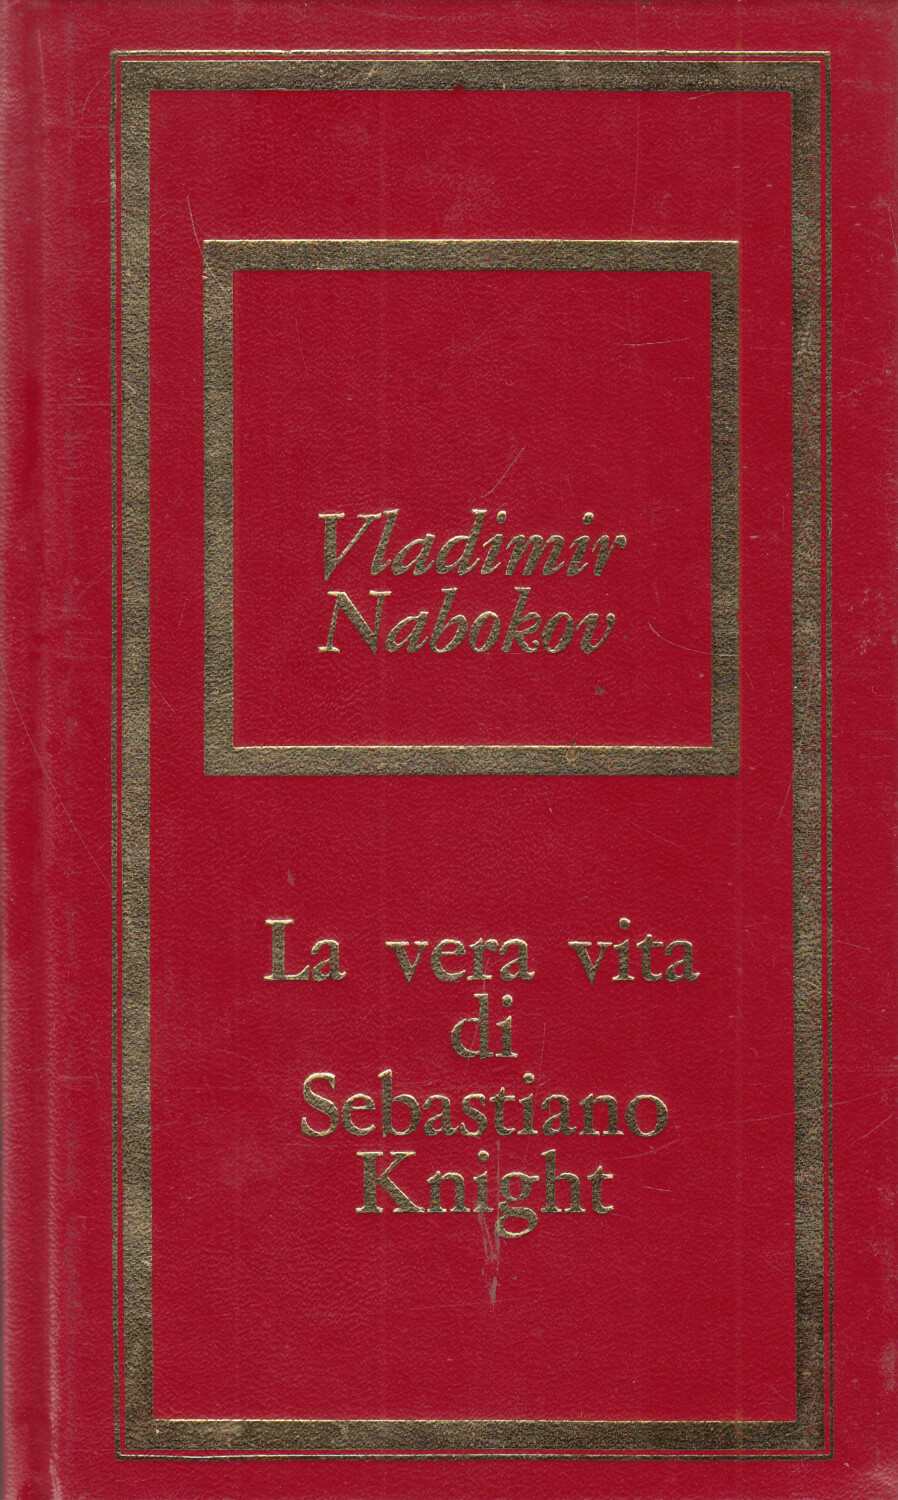 Vladimir
Nabokov
La vera vita
di
Sebastiano
Knight